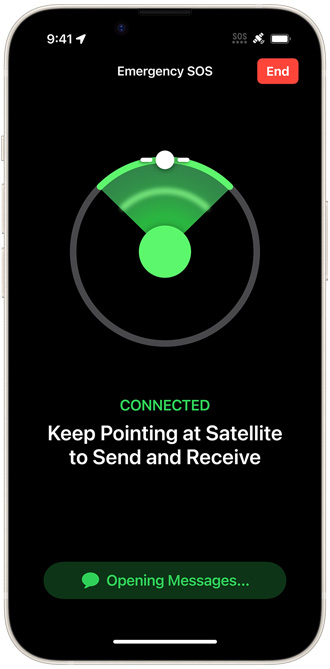 9:41 SOS
Emergency SOS End
CONNECTED
Keep Pointing at Satellite
to Send and Receive
Opening Messages...